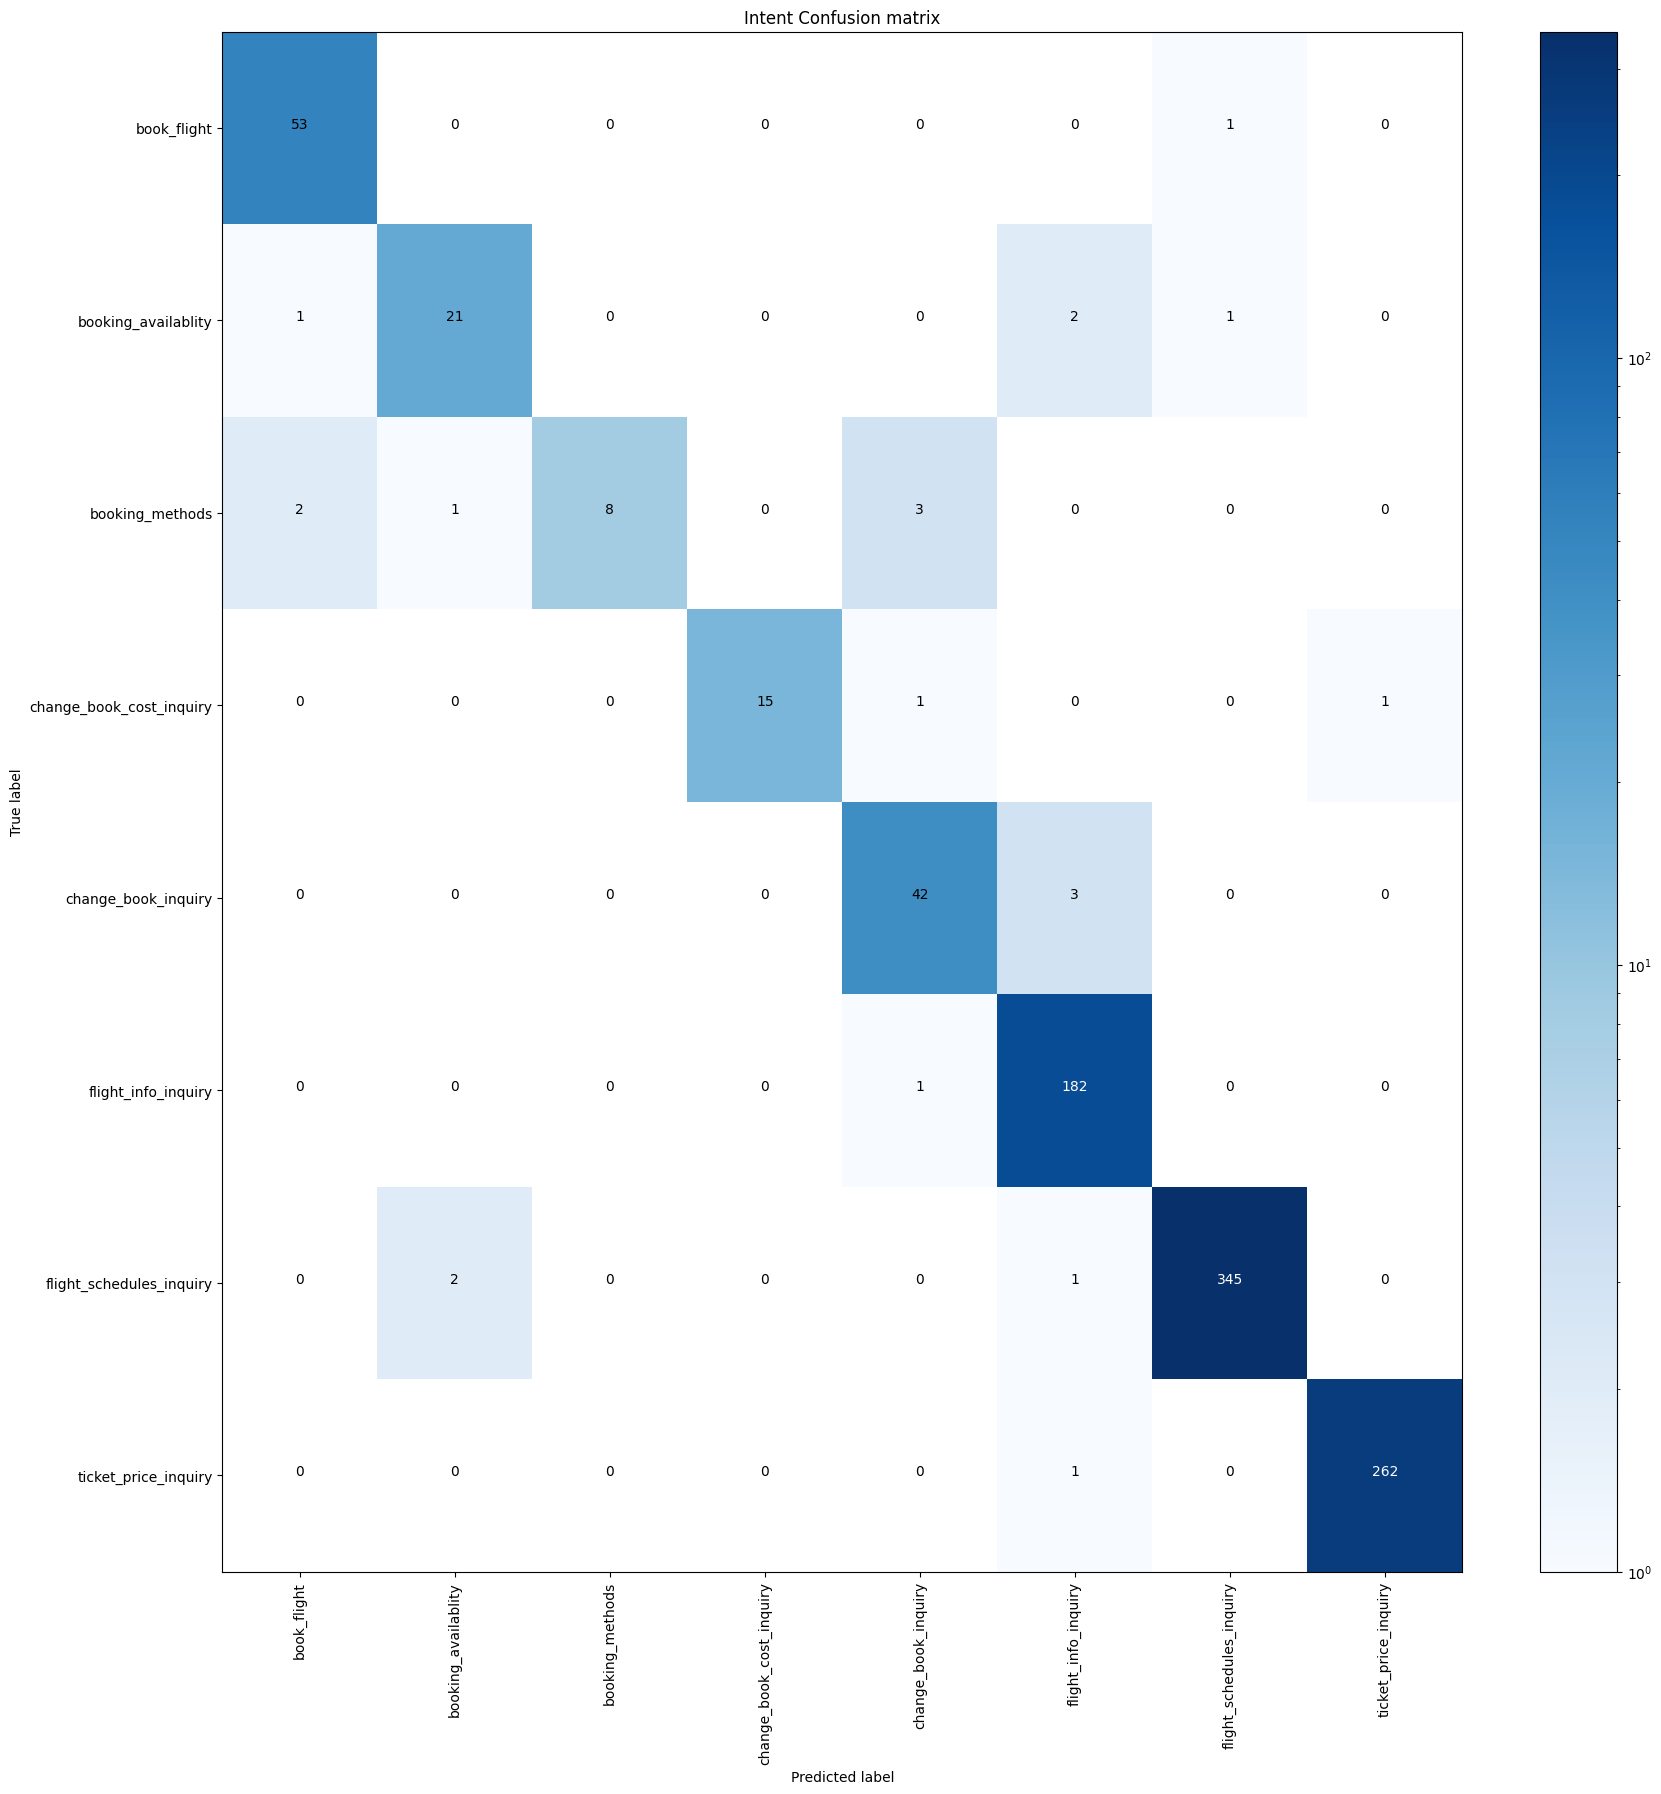 Intent Confusion matrix
book_flight 53 0 0 0 0 0 1 0
booking_availablity 1 21 0 0 0 2 1 0
10²
booking_methods 2 1 8 0 3 0 0 0
change_book_cost_inquiry 0 0 0 15 1 0 0 1
True label
change_book_inquiry 0 0 0 0 42 3 0 0
10¹
flight_info_inquiry 0 0 0 0 1 182 0 0
flight_schedules_inquiry 0 2 0 0 0 1 345 0
ticket_price_inquiry 0 0 0 0 0 1 0 262
10⁰
book_flight
booking_availablity
booking_methods
change_book_cost_inquiry
change_book_inquiry
flight_info_inquiry
flight_schedules_inquiry
ticket_price_inquiry
Predicted label